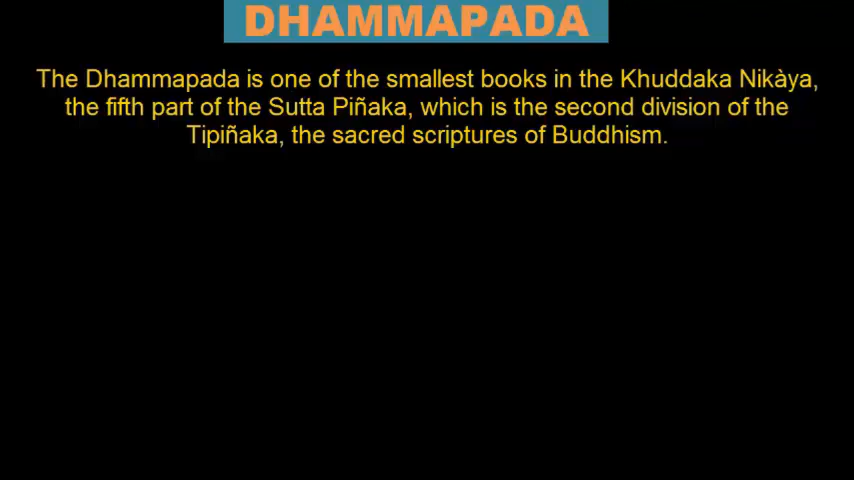 DHAMMAPADA
The Dhammapada is one of the smallest books in the Khuddaka Nikàya,
the fifth part of the Sutta Piñaka, which is the second division of the
Tipiñaka, the sacred scriptures of Buddhism.